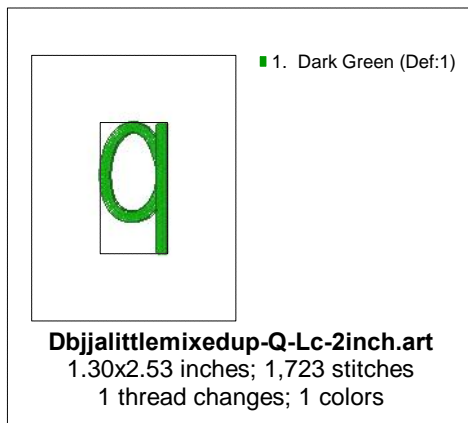 1. Dark Green (Def:1)
q
Dbjjalittlemixedup-Q-Lc-2inch.art
1.30x2.53 inches; 1,723 stitches
1 thread changes; 1 colors